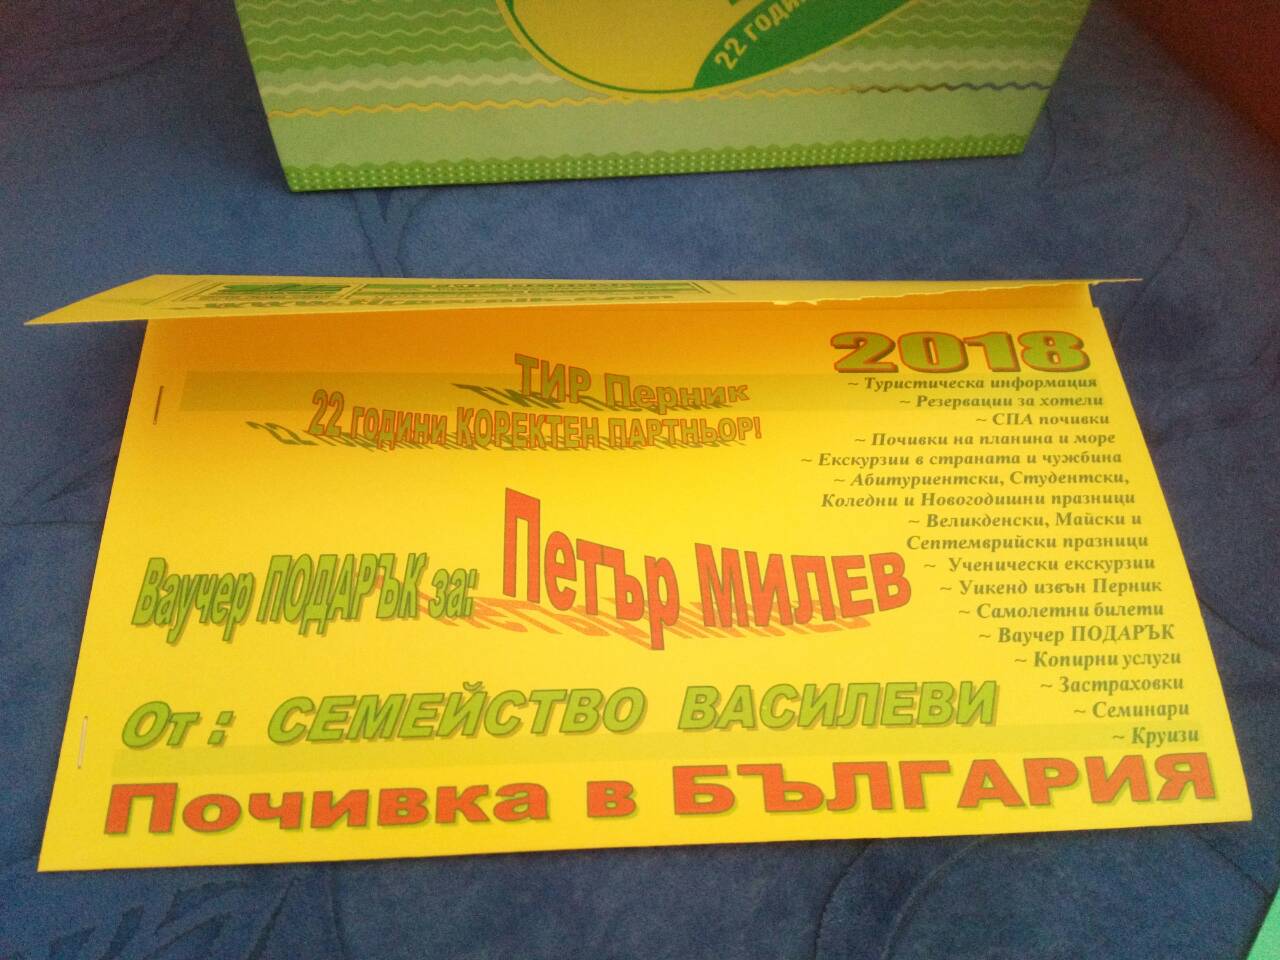 22 ГОДИН
2018
ТИР Перник
22 ГОДИНИ КОРЕКТЕН ПАРТНЬОР!
Ваучер ПОДАРЪК за: Петър МИЛЕВ
От: СЕМЕЙСТВО ВАСИЛЕВИ
Почивка в БЪЛГАРИЯ
~ Туристическа информация
~ Резервации за хотели
~ СПА почивки
~ Почивки на планина и море
~ Екскурзии в страната и чужбина
~ Абитуриентски, Студентски,
Коледни и Новогодишни празници
~ Великденски, Майски и
Септемврийски празници
~ Ученически екскурзии
~ Уикенд извън Перник
~ Самолетни билети
~ Ваучер ПОДАРЪК
~ Копирни услуги
~ Застраховки
~ Семинари
~ Круизи